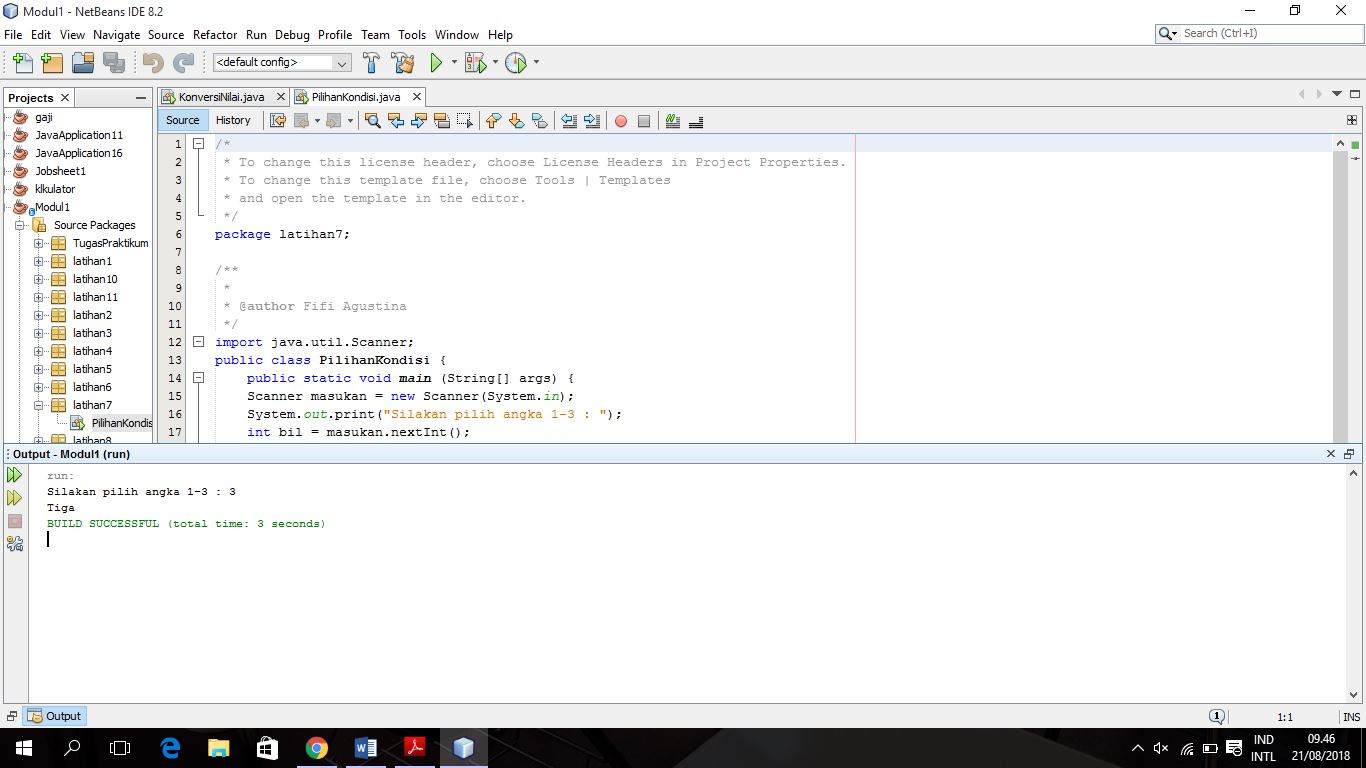 Modul1 - NetBeans IDE 8.2
File Edit View Navigate Source Refactor Run Debug Profile Team Tools Window Help
Search (Ctrl+I)
<default config>
Projects
KonversiNilai.java
PilihanKondisi.java
Source History
gaji
JavaApplication11
JavaApplication16
Jobsheet1
klkulator
Modul1
Source Packages
TugasPraktikum
latihan1
latihan10
latihan11
latihan2
latihan3
latihan4
latihan5
latihan6
latihan7
PilihanKondis
latihan8
1 /*
2 * To change this license header, choose License Headers in Project Properties.
3 * To change this template file, choose Tools | Templates
4 * and open the template in the editor.
5 */
6 package latihan7;
7
8 /**
9 *
10 * @author Fifi Agustina
11 */
12 import java.util.Scanner;
13 public class PilihanKondisi {
14 public static void main (String[] args) {
15 Scanner masukan = new Scanner(System.in);
16 System.out.print("Silakan pilih angka 1-3 : ");
17 int bil = masukan.nextInt();
Output - Modul1 (run)
run:
Silakan pilih angka 1-3 : 3
Tiga
BUILD SUCCESSFUL (total time: 3 seconds)
Output
1
1:1
INS
IND
INTL
09.46
21/08/2018